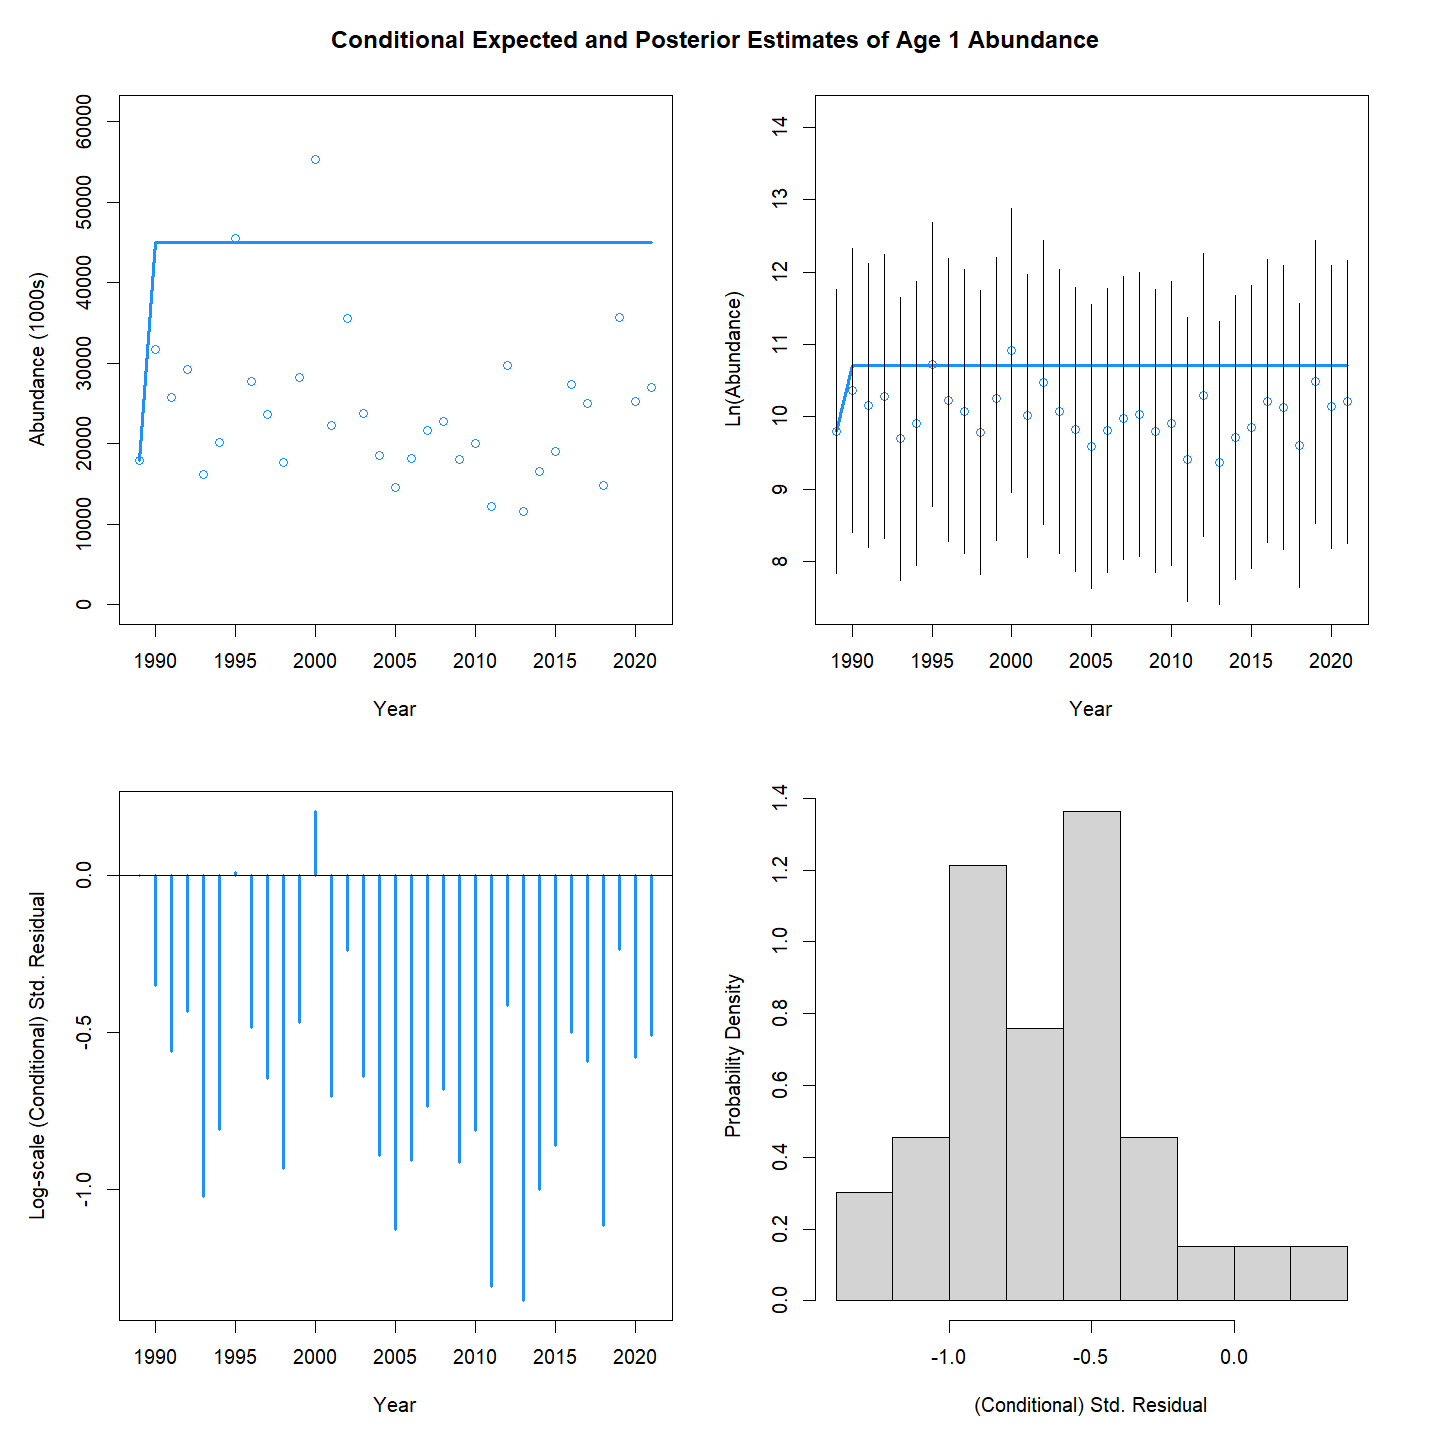 Conditional Expected and Posterior Estimates of Age 1 Abundance
Abundance (1000s)
60000
50000
40000
30000
20000
10000
0
1990 1995 2000 2005 2010 2015 2020
Year
Ln(Abundance)
14
13
12
11
10
9
8
1990 1995 2000 2005 2010 2015 2020
Year
Log-scale (Conditional) Std. Residual
0.0
-0.5
-1.0
1990 1995 2000 2005 2010 2015 2020
Year
Probability Density
1.4
1.2
1.0
0.8
0.6
0.4
0.2
0.0
-1.0 -0.5 0.0
(Conditional) Std. Residual